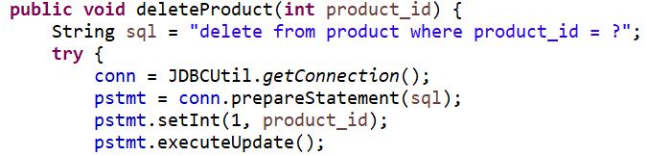 public void deleteProduct(int product_id) {
    String sql = "delete from product where product_id = ?";
    try {
        conn = JDBCUtil.getConnection();
        pstmt = conn.prepareStatement(sql);
        pstmt.setInt(1, product_id);
        pstmt.executeUpdate();